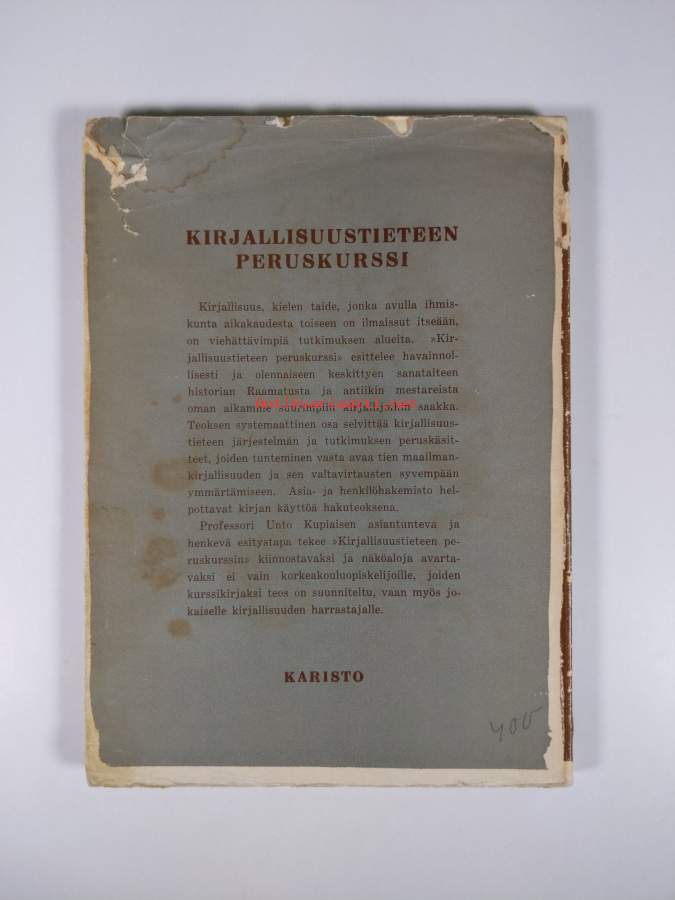 KIRJALLISUUSTIETEEN
PERUSKURSSI
Kirjallisuus, kielen taide, jonka avulla ihmis-
kunta aikakaudesta toiseen on ilmaissut itseään,
on viehättävimpiä tutkimuksen alueita. »Kir-
jallisuustieteen peruskurssi» esittelee havainnol-
lisesti ja olennaiseen keskittyen sanataiteen
historian Raamatusta ja antiikin mestareista
oman aikamme suurimpiin kirjailijoihin saakka.
Teoksen systemaattinen osa selvittää kirjallisuus-
tieteen järjestelmän ja tutkimuksen peruskäsit-
teet, joiden tunteminen vasta avaa tien maailman-
kirjallisuuden ja sen valtavirtausten syvempään
ymmärtämiseen. Asia- ja henkilöhakemisto hel-
pottavat kirjan käyttöä hakuteoksena.
Professori Unto Kupiaisen asiantunteva ja
henkevä esitystapa tekee »Kirjallisuustieteen pe-
ruskurssin» kiinnostavaksi ja näköaloja avarta-
vaksi ei vain korkeakouluopiskelijoille, joiden
kurssikirjaksi teos on suunniteltu, vaan myös jo-
kaiselle kirjallisuuden harrastajalle.
KARISTO
400